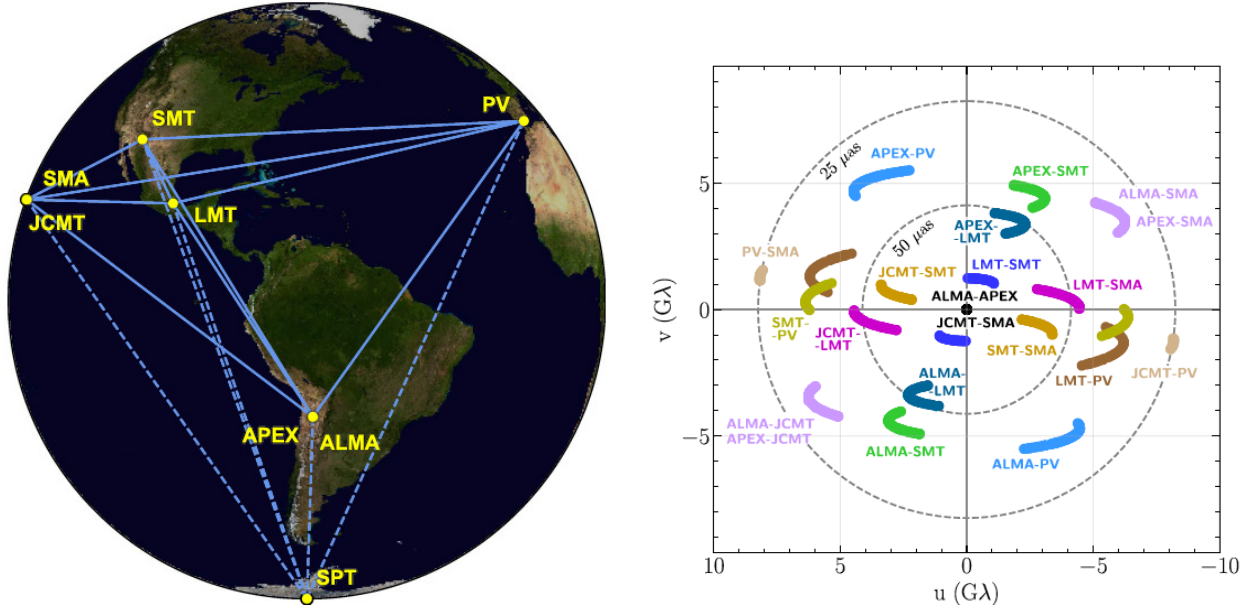 PV
SMT
SMA
JCMT
LMT
APEX
ALMA
SPT
25 μas
APEX-PV
APEX-SMT
ALMA-SMA
APEX-SMA
50 μas
APEX-
-LMT
PV-SMA
JCMT-SMT
LMT-SMT
LMT-SMA
ALMA-APEX
JCMT-SMA
SMT-
-PV
JCMT-
-LMT
SMT-SMA
LMT-PV
JCMT-PV
ALMA-
-LMT
ALMA-JCMT
APEX-JCMT
ALMA-SMT
ALMA-PV
5
0
−5
v (Gλ)
10
5
0
−5
−10
u (Gλ)